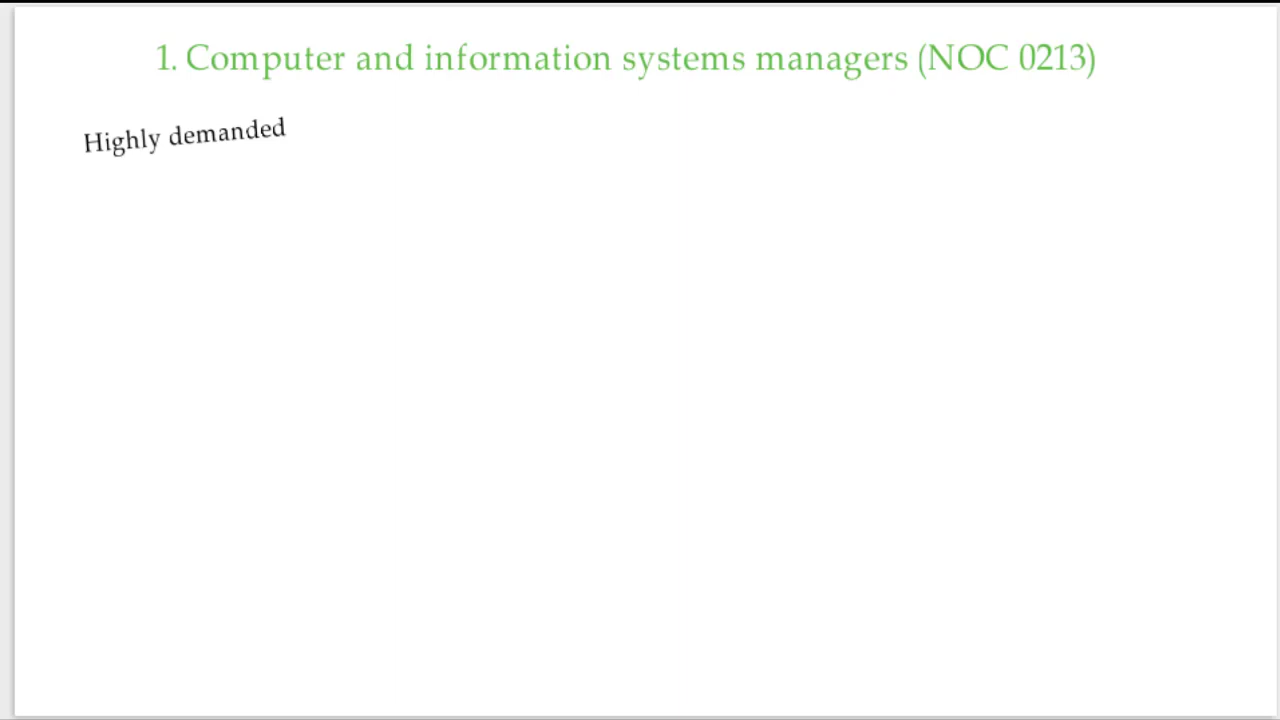 1. Computer and information systems managers (NOC 0213)
Highly demanded